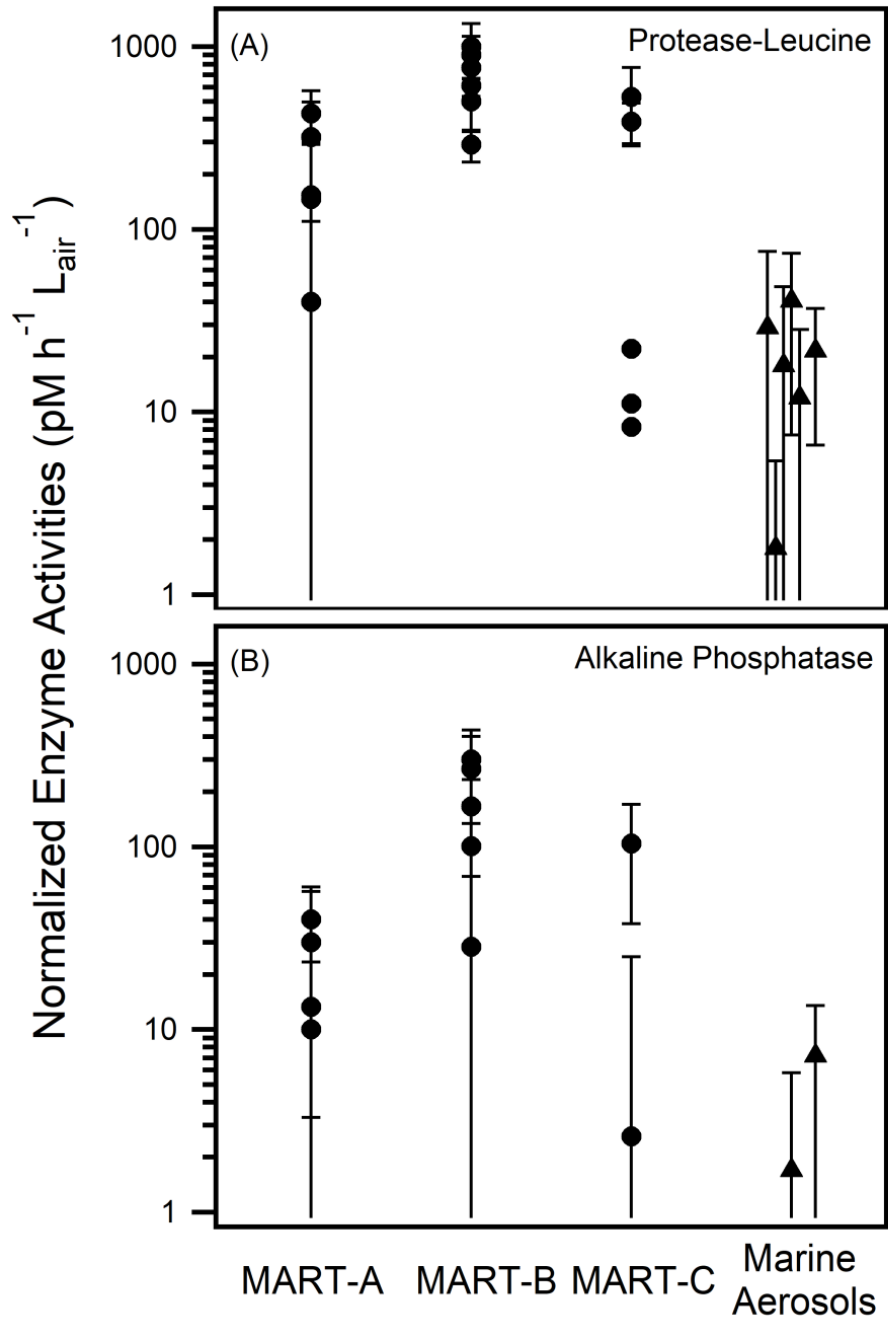 Normalized Enzyme Activities (pM h⁻¹ Lair⁻¹)
(A) Protease-Leucine
1000
100
10
1
(B) Alkaline Phosphatase
1000
100
10
1
MART-A MART-B MART-C Marine
Aerosols